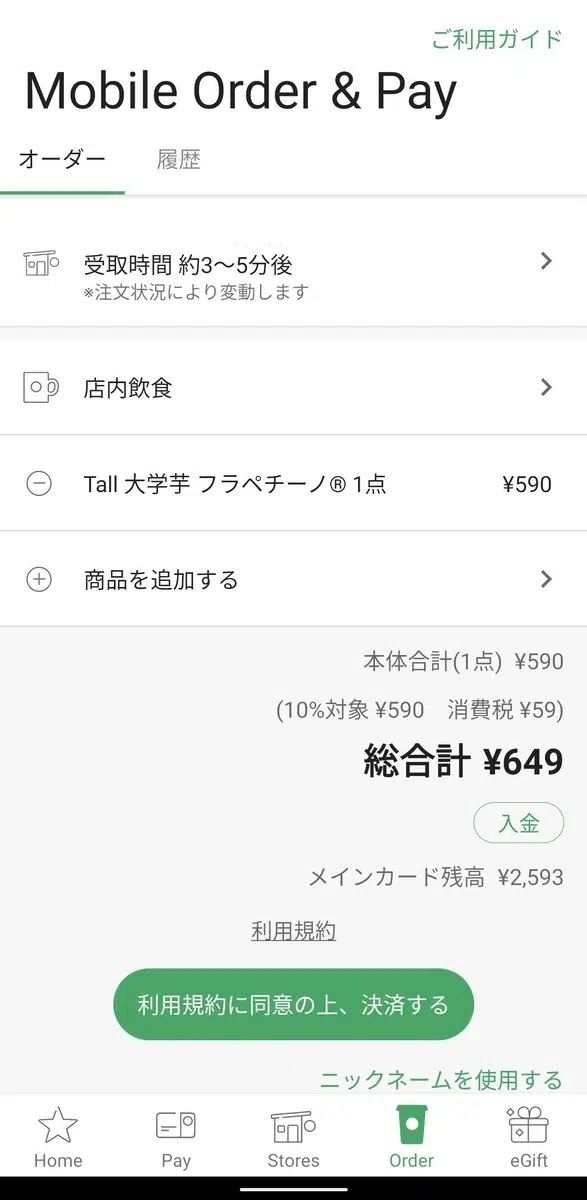 ご利用ガイド
Mobile Order & Pay
オーダー 履歴
受取時間 約3〜5分後
※注文状況により変動します
店内飲食
Tall 大学芋 フラペチーノ® 1点 ¥590
商品を追加する
本体合計(1点) ¥590
(10%対象 ¥590 消費税 ¥59)
総合計 ¥649
入金
メインカード残高 ¥2,593
利用規約
利用規約に同意の上、決済する
ニックネームを使用する
Home Pay Stores Order eGift